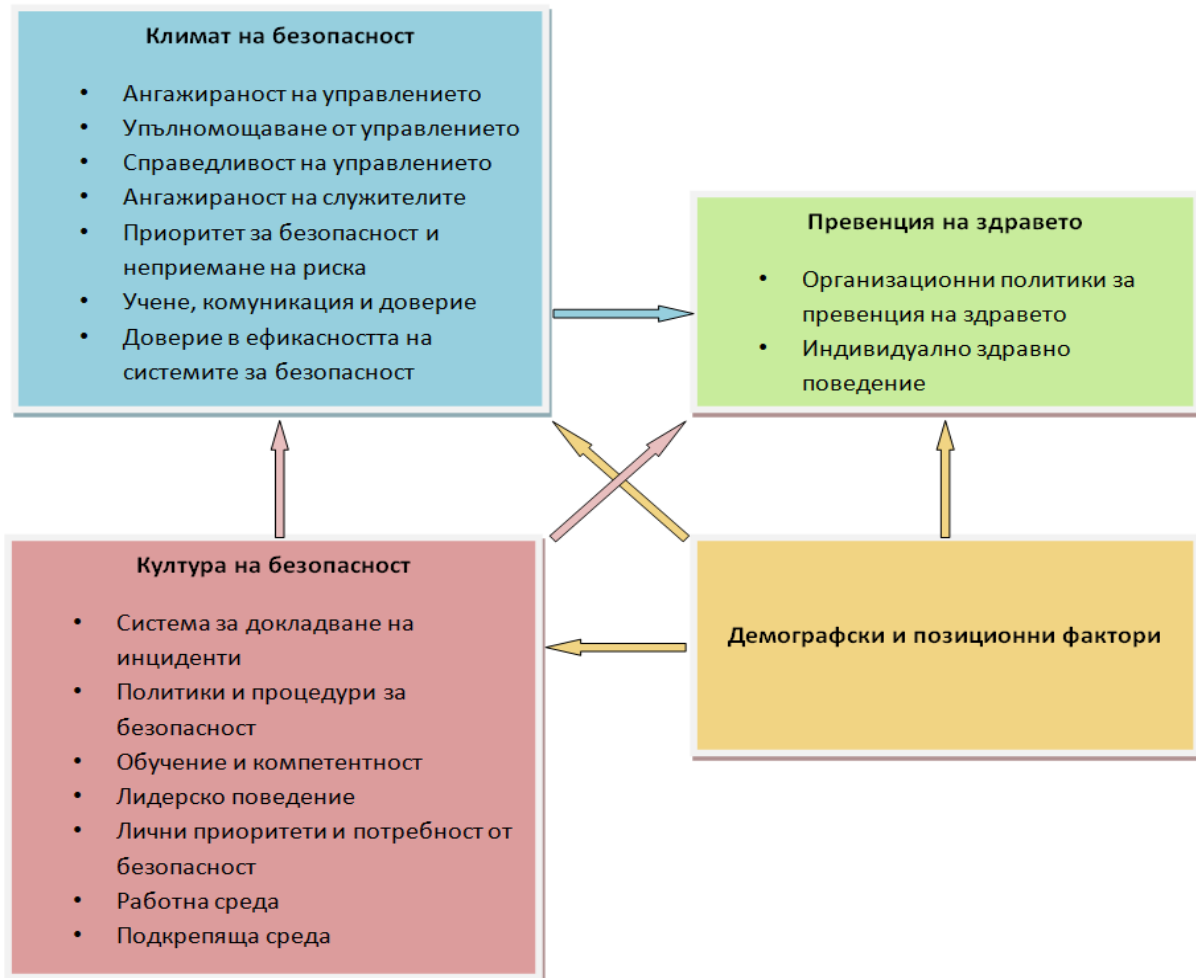 Климат на безопасност
• Ангажираност на управлението
• Упълномощаване от управлението
• Справедливост на управлението
• Ангажираност на служителите
• Приоритет за безопасност и
неприемане на риска
• Учене, комуникация и доверие
• Доверие в ефикасността на
системите за безопасност
Превенция на здравето
• Организационни политики за
превенция на здравето
• Индивидуално здравно
поведение
Култура на безопасност
• Система за докладване на
инциденти
• Политики и процедури за
безопасност
• Обучение и компетентност
• Лидерско поведение
• Лични приоритети и потребност от
безопасност
• Работна среда
• Подкрепяща среда
Демографски и позиционни фактори